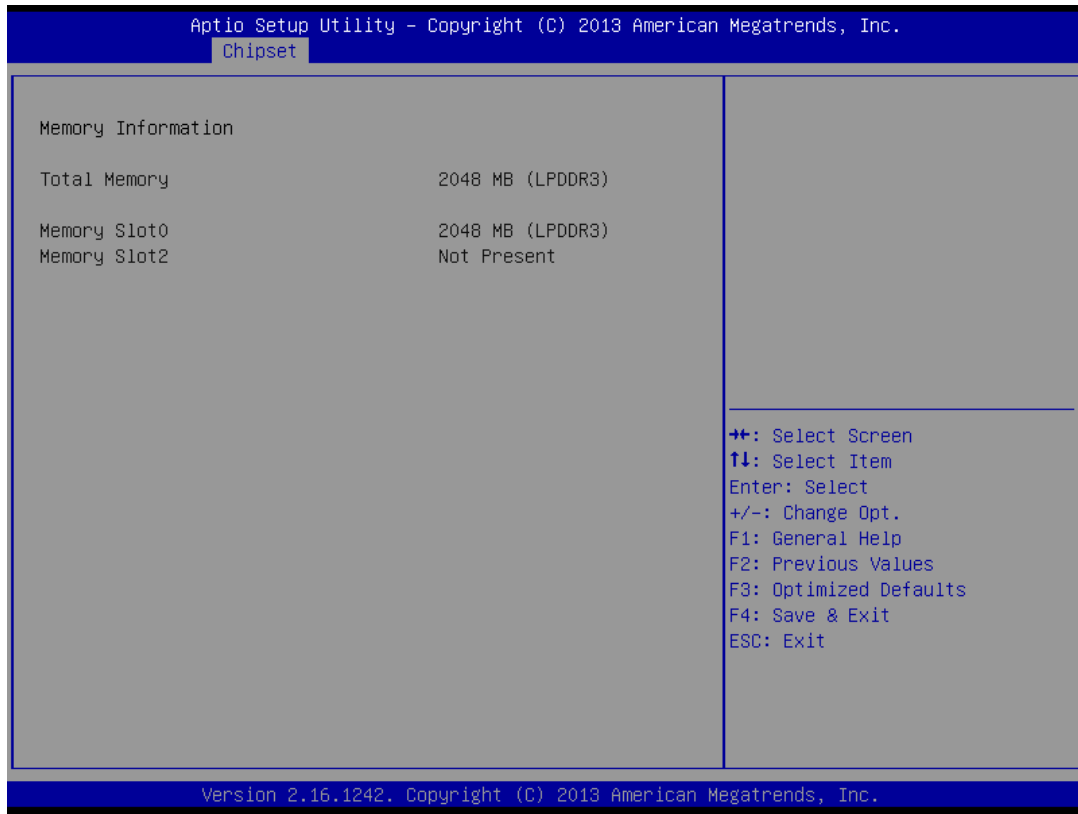 Aptio Setup Utility – Copyright (C) 2013 American Megatrends, Inc.
Chipset
Memory Information
Total Memory 2048 MB (LPDDR3)
Memory Slot0 2048 MB (LPDDR3)
Memory Slot2 Not Present
→←: Select Screen
↑↓: Select Item
Enter: Select
+/-: Change Opt.
F1: General Help
F2: Previous Values
F3: Optimized Defaults
F4: Save & Exit
ESC: Exit
Version 2.16.1242. Copyright (C) 2013 American Megatrends, Inc.